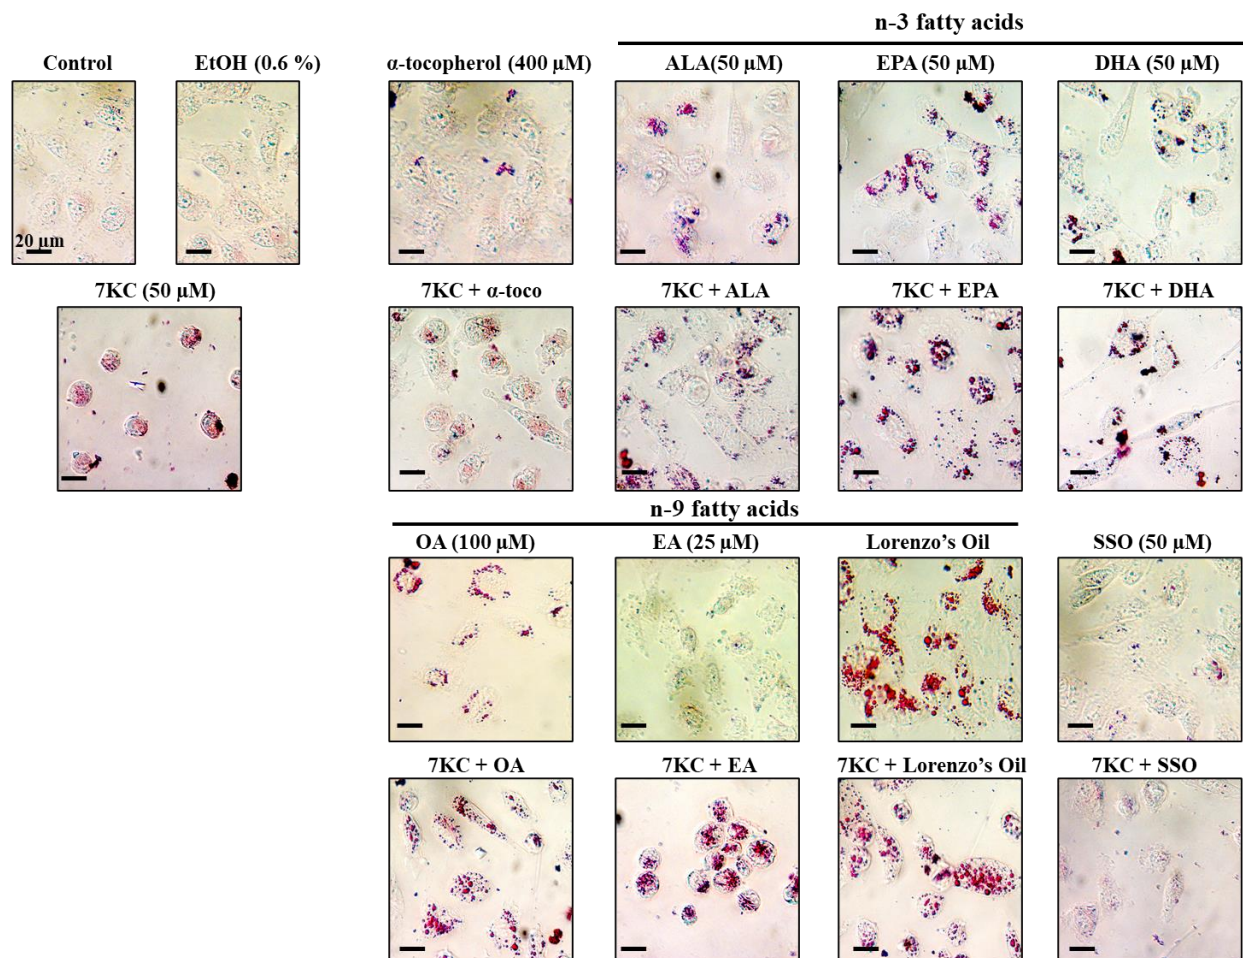 n-3 fatty acids
Control EtOH (0.6 %) α-tocopherol (400 µM) ALA(50 µM) EPA (50 µM) DHA (50 µM)
20 µm
7KC (50 µM) 7KC + α-toco 7KC + ALA 7KC + EPA 7KC + DHA
n-9 fatty acids
OA (100 µM) EA (25 µM) Lorenzo’s Oil SSO (50 µM)
7KC + OA 7KC + EA 7KC + Lorenzo’s Oil 7KC + SSO